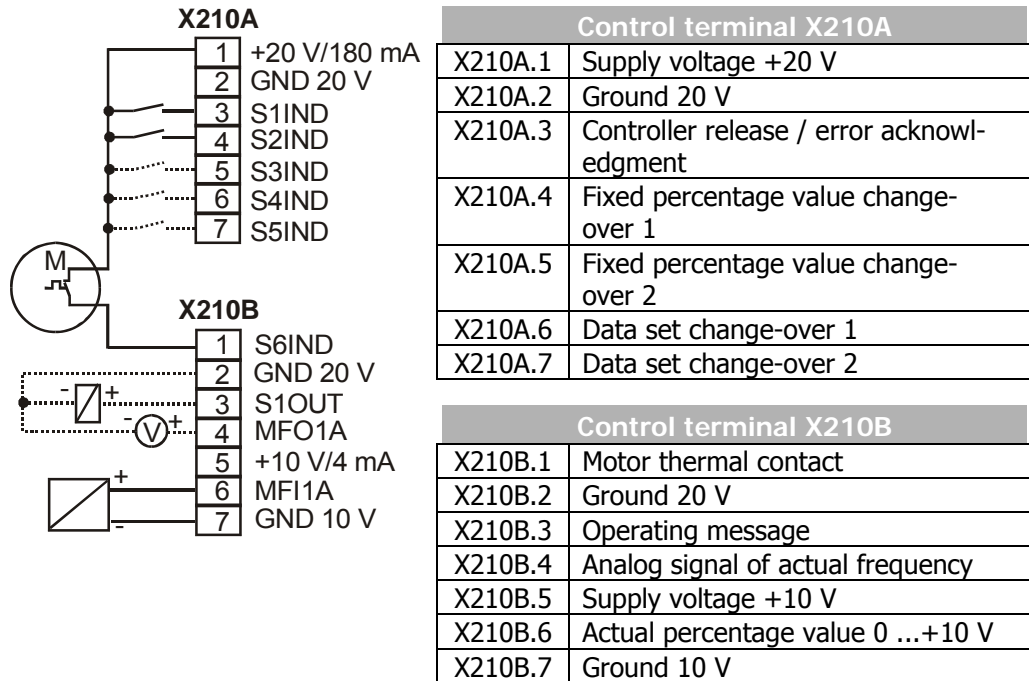 X210A
1 +20 V/180 mA
2 GND 20 V
3 S1IND
4 S2IND
5 S3IND
6 S4IND
7 S5IND
M
X210B
1 S6IND
2 GND 20 V
- + 3 S1OUT
- V + 4 MFO1A
5 +10 V/4 mA
+ 6 MFI1A
- 7 GND 10 V
Control terminal X210A
X210A.1 Supply voltage +20 V
X210A.2 Ground 20 V
X210A.3 Controller release / error acknowl-
edgment
X210A.4 Fixed percentage value change-
over 1
X210A.5 Fixed percentage value change-
over 2
X210A.6 Data set change-over 1
X210A.7 Data set change-over 2
Control terminal X210B
X210B.1 Motor thermal contact
X210B.2 Ground 20 V
X210B.3 Operating message
X210B.4 Analog signal of actual frequency
X210B.5 Supply voltage +10 V
X210B.6 Actual percentage value 0 ...+10 V
X210B.7 Ground 10 V